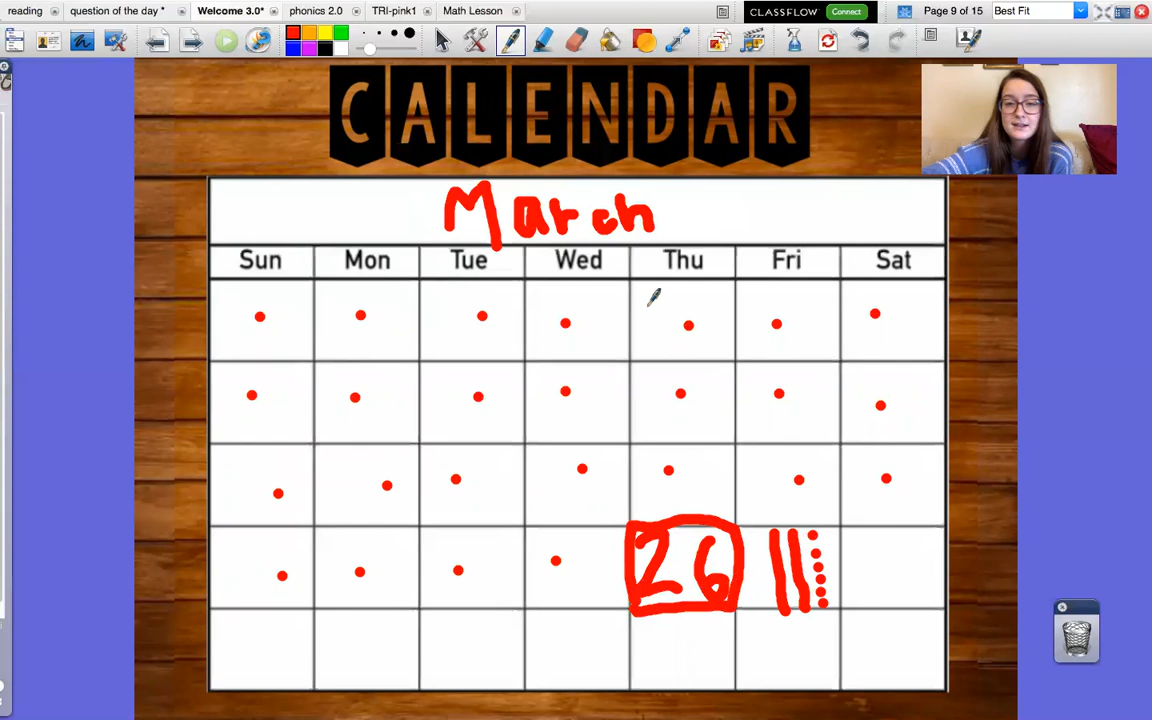 reading question of the day * Welcome 3.0* phonics 2.0 TRI-pink1 Math Lesson CLASSFLOW Connect Page 9 of 15 Best Fit
CALENDAR
March
Sun Mon Tue Wed Thu Fri Sat
26